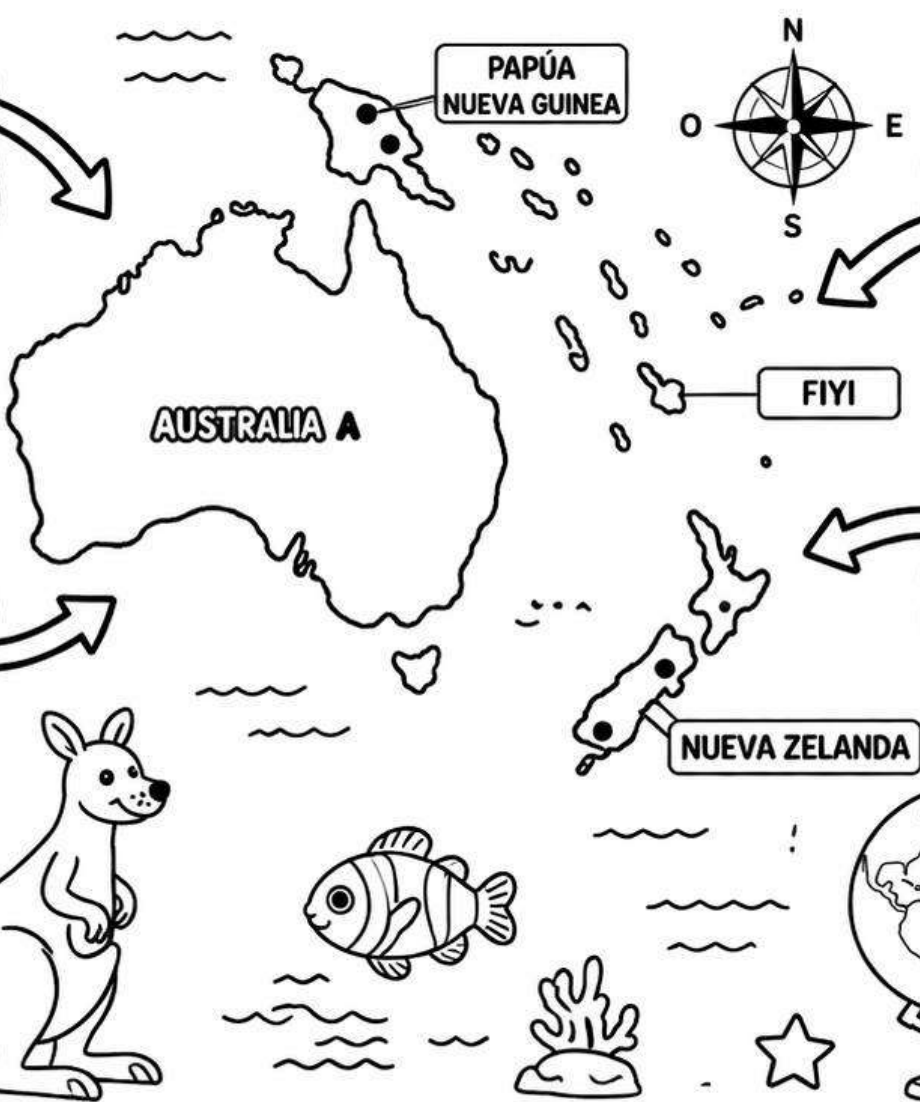 N
PAPÚA
NUEVA GUINEA
O
E
S
FIYI
AUSTRALIA A
NUEVA ZELANDA